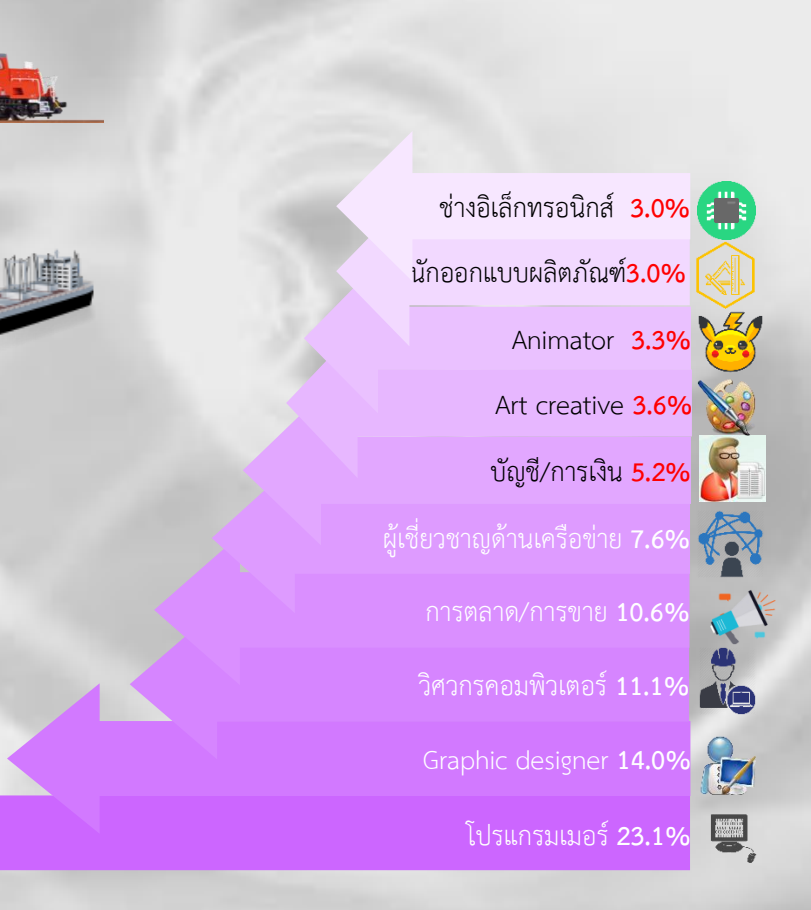 ช่างอิเล็กทรอนิกส์ 3.0%
นักออกแบบผลิตภัณฑ์3.0%
Animator 3.3%
Art creative 3.6%
บัญชี/การเงิน 5.2%
ผู้เชี่ยวชาญด้านเครือข่าย 7.6%
การตลาด/การขาย 10.6%
วิศวกรคอมพิวเตอร์ 11.1%
Graphic designer 14.0%
โปรแกรมเมอร์ 23.1%